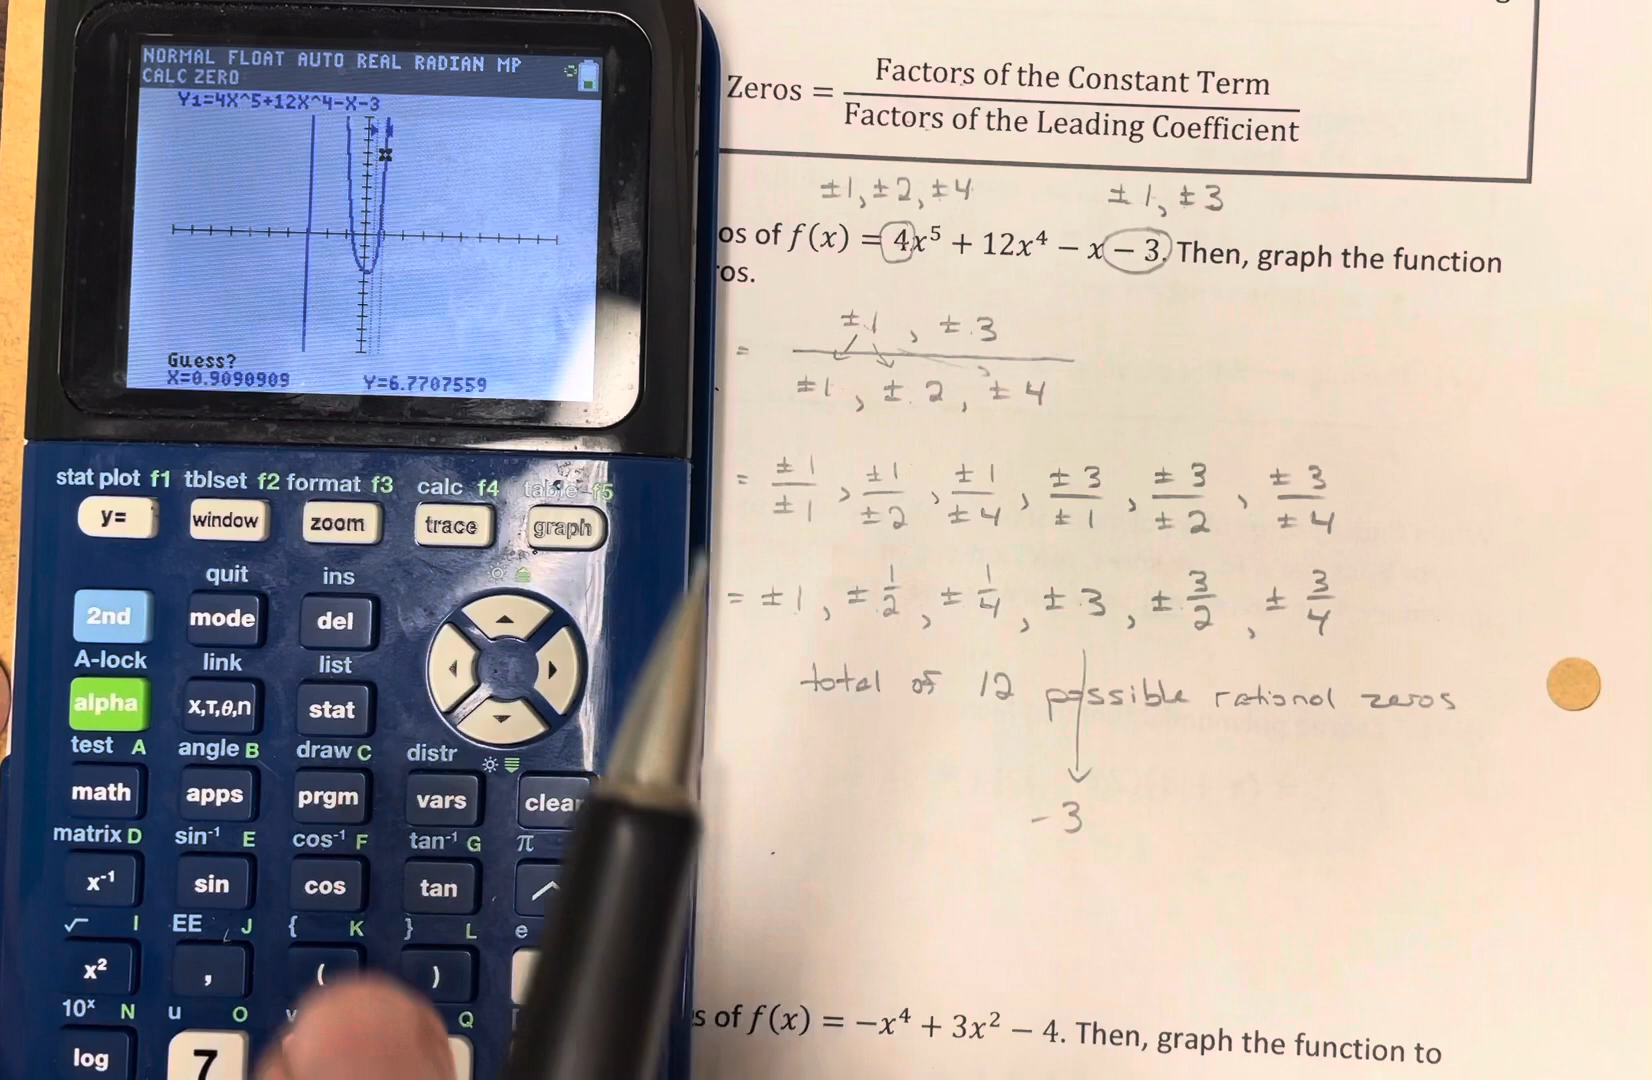 NORMAL FLOAT AUTO REAL RADIAN MP
CALC ZERO
Y1=4X^5+12X^4-X-3
Guess?
X=0.9090909 Y=6.7707559
stat plot f1 tblset f2 format f3 calc f4 table f5
y= window zoom trace graph
quit ins
2nd mode del
A-lock link list
alpha X,T,θ,n stat
test A angle B draw C distr
math apps prgm vars clear
matrix D sin⁻¹ E cos⁻¹ F tan⁻¹ G π
x⁻¹ sin cos tan ^
√ I EE J { K } L e
x² , ( )
10ˣ N u O v Q
log 7
Zeros = Factors of the Constant Term / Factors of the Leading Coefficient
±1, ±2, ±4 ±1, ±3
os of f(x) = 4x⁵ + 12x⁴ − x − 3. Then, graph the function
os.
= ±1, ±3 / ±1, ±2, ±4
= ±1/±1, ±1/±2, ±1/±4, ±3/±1, ±3/±2, ±3/±4
= ±1, ±1/2, ±1/4, ±3, ±3/2, ±3/4
total of 12 possible rational zeros
-3
s of f(x) = −x⁴ + 3x² − 4. Then, graph the function to